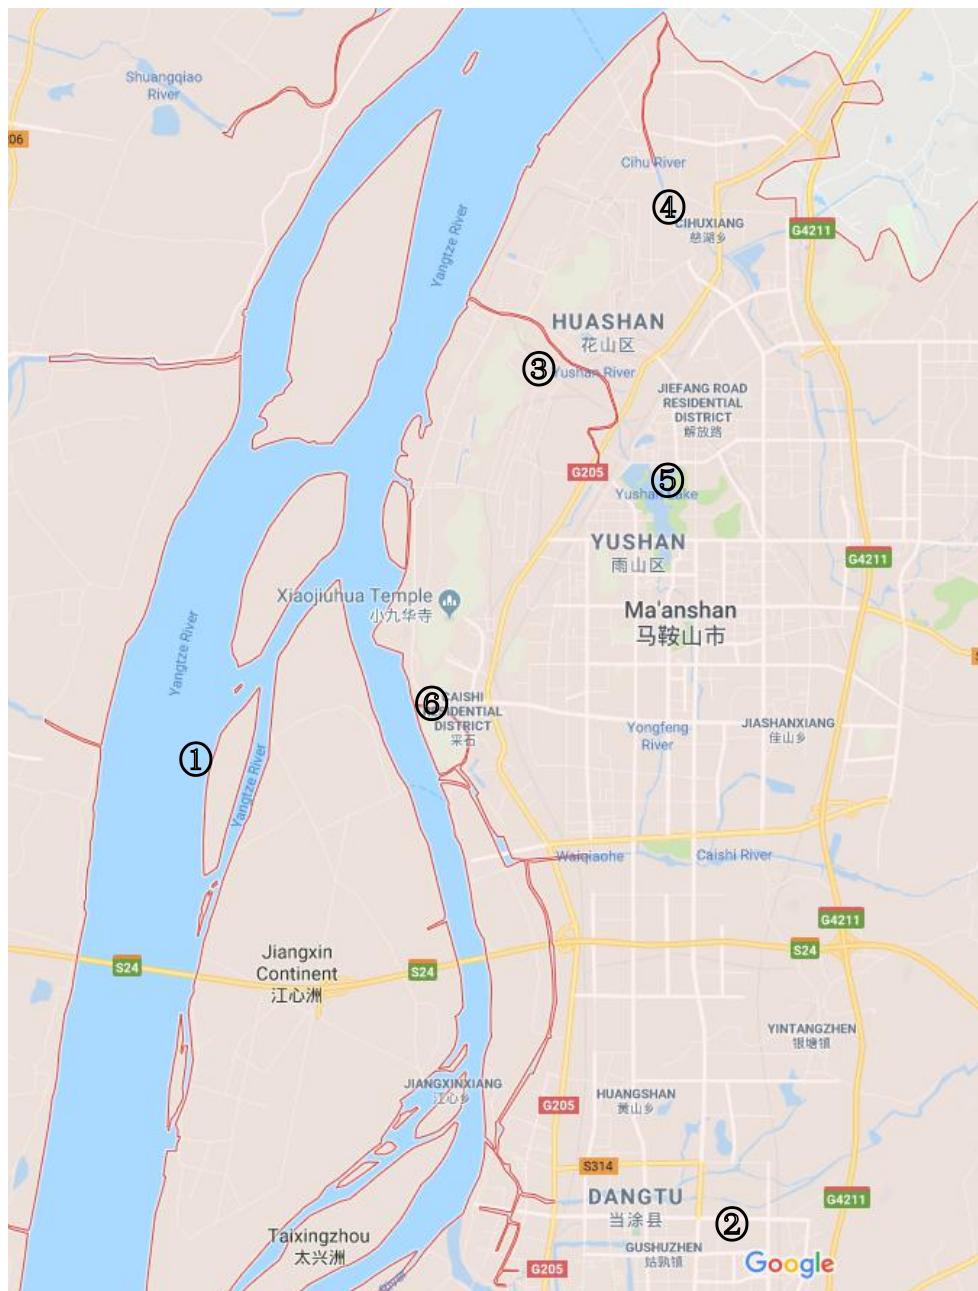 Shuangqiao
River
06
Cihu River
④
CIHUXIANG
慈湖乡
G4211
Yangtze River
HUASHAN
花山区
③
Yushan River
JIEFANG ROAD
RESIDENTIAL
DISTRICT
解放路
G205
⑤
Yushan Lake
YUSHAN
雨山区
G4211
Xiaojiuhua Temple
小九华寺
Ma'anshan
马鞍山市
Yangtze River
S
⑥
CAISHI
RESIDENTIAL
DISTRICT
采石
Yongfeng
River
JIASHANXIANG
佳山乡
①
Yangtze River
Waiqiaohe
Caishi River
G4211
S24
Jiangxin
Continent
江心洲
S24
S24
YINTANGZHEN
银塘镇
JIANGXINXIANG
江心乡
HUANGSHAN
黄山乡
G205
S314
DANGTU
当涂县
G4211
②
Taixingzhou
太兴洲
GUSHUZHEN
姑孰镇
Google
G205
River